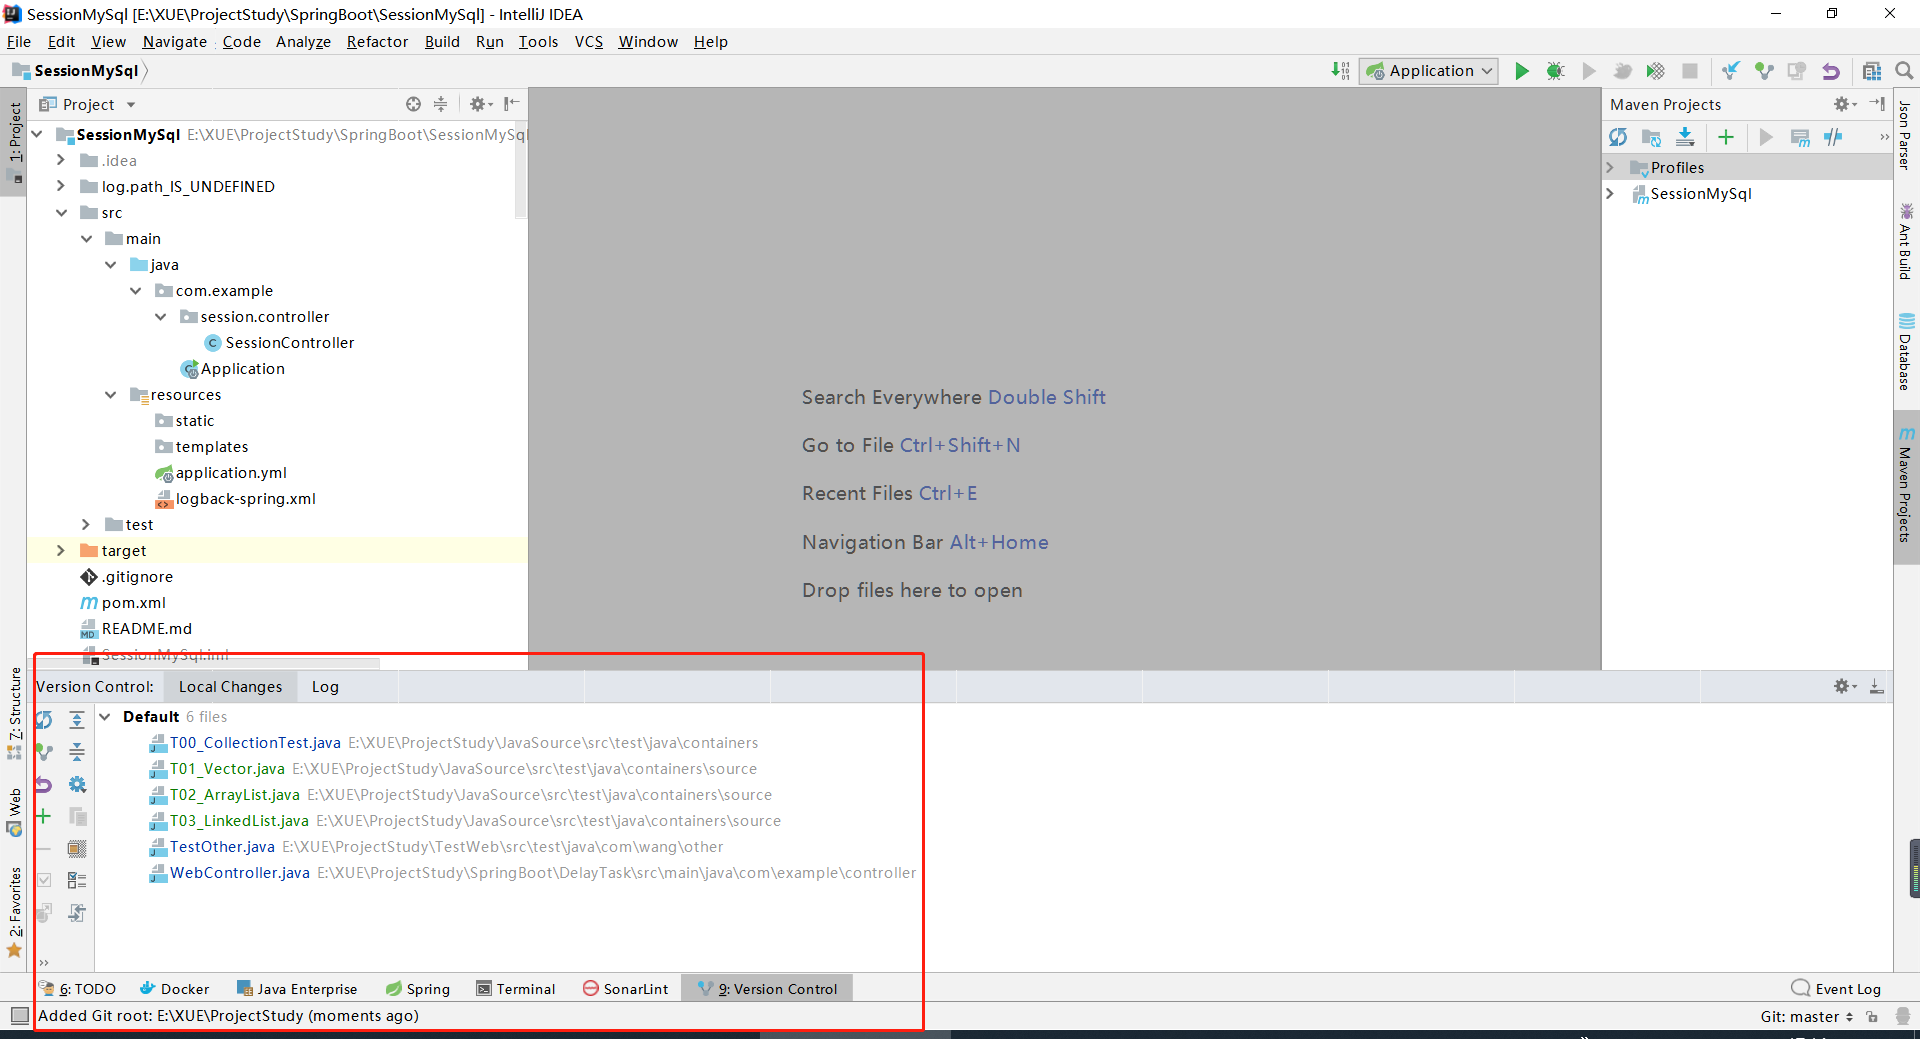 SessionMySql [E:\XUE\ProjectStudy\SpringBoot\SessionMySql] - IntelliJ IDEA
File Edit View Navigate Code Analyze Refactor Build Run Tools VCS Window Help
SessionMySql
Application
1: Project
Project
SessionMySql E:\XUE\ProjectStudy\SpringBoot\SessionMySql
.idea
log.path_IS_UNDEFINED
src
main
java
com.example
session.controller
SessionController
Application
resources
static
templates
application.yml
logback-spring.xml
test
target
.gitignore
pom.xml
README.md
SessionMySql.iml
Search Everywhere Double Shift
Go to File Ctrl+Shift+N
Recent Files Ctrl+E
Navigation Bar Alt+Home
Drop files here to open
Maven Projects
Profiles
SessionMySql
Json Parser
Ant Build
Database
Maven Projects
7: Structure
Web
2: Favorites
Version Control: Local Changes Log
Default 6 files
T00_CollectionTest.java E:\XUE\ProjectStudy\JavaSource\src\test\java\containers
T01_Vector.java E:\XUE\ProjectStudy\JavaSource\src\test\java\containers\source
T02_ArrayList.java E:\XUE\ProjectStudy\JavaSource\src\test\java\containers\source
T03_LinkedList.java E:\XUE\ProjectStudy\JavaSource\src\test\java\containers\source
TestOther.java E:\XUE\ProjectStudy\TestWeb\src\test\java\com\wang\other
WebController.java E:\XUE\ProjectStudy\SpringBoot\DelayTask\src\main\java\com\example\controller
6: TODO Docker Java Enterprise Spring Terminal SonarLint 9: Version Control Event Log
Added Git root: E:\XUE\ProjectStudy (moments ago) Git: master